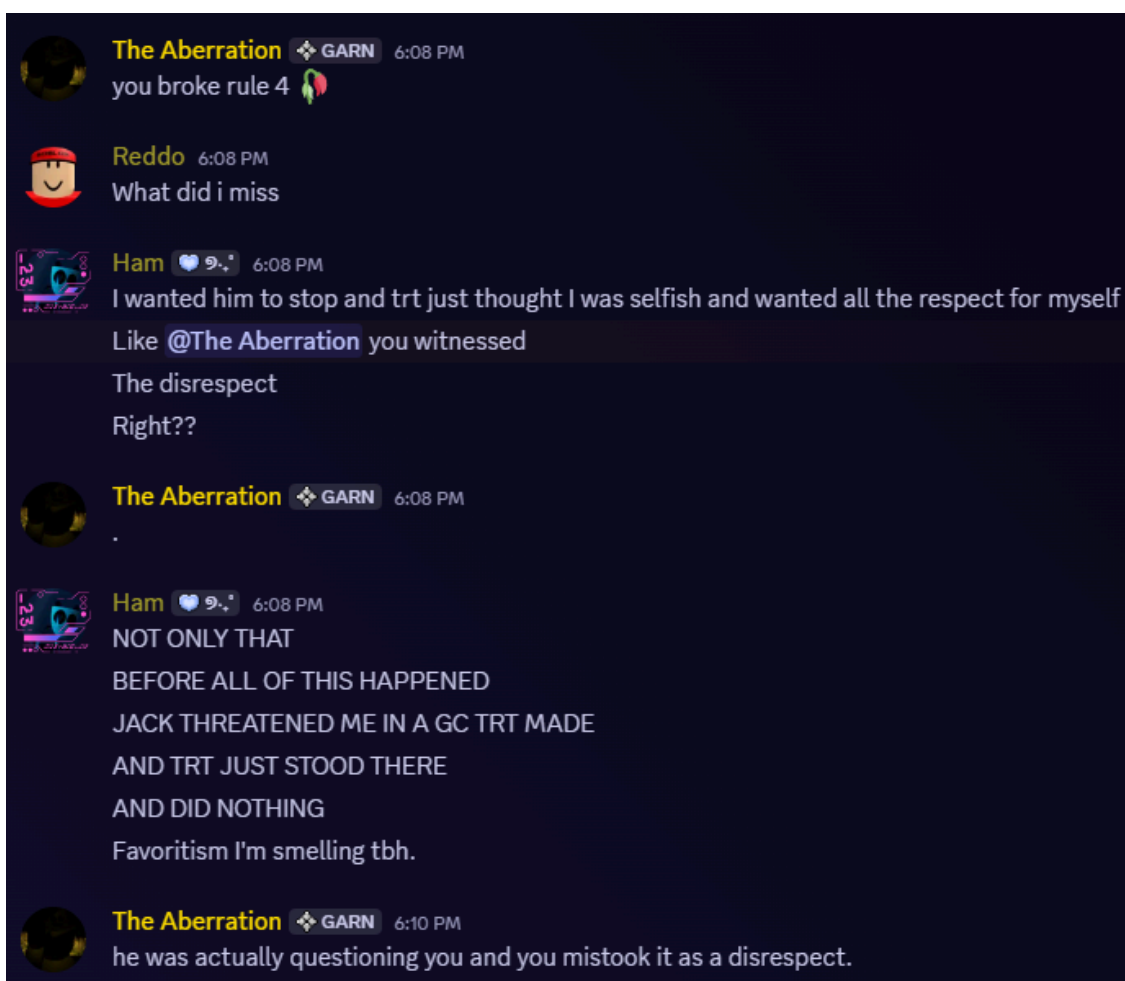 The Aberration GARN 6:08 PM
you broke rule 4 🥀
Reddo 6:08 PM
What did i miss
Ham 🩵 ୨‧₊˚ 6:08 PM
I wanted him to stop and trt just thought I was selfish and wanted all the respect for myself
Like @The Aberration you witnessed
The disrespect
Right??
The Aberration GARN 6:08 PM
.
Ham 🩵 ୨‧₊˚ 6:08 PM
NOT ONLY THAT
BEFORE ALL OF THIS HAPPENED
JACK THREATENED ME IN A GC TRT MADE
AND TRT JUST STOOD THERE
AND DID NOTHING
Favoritism I'm smelling tbh.
The Aberration GARN 6:10 PM
he was actually questioning you and you mistook it as a disrespect.